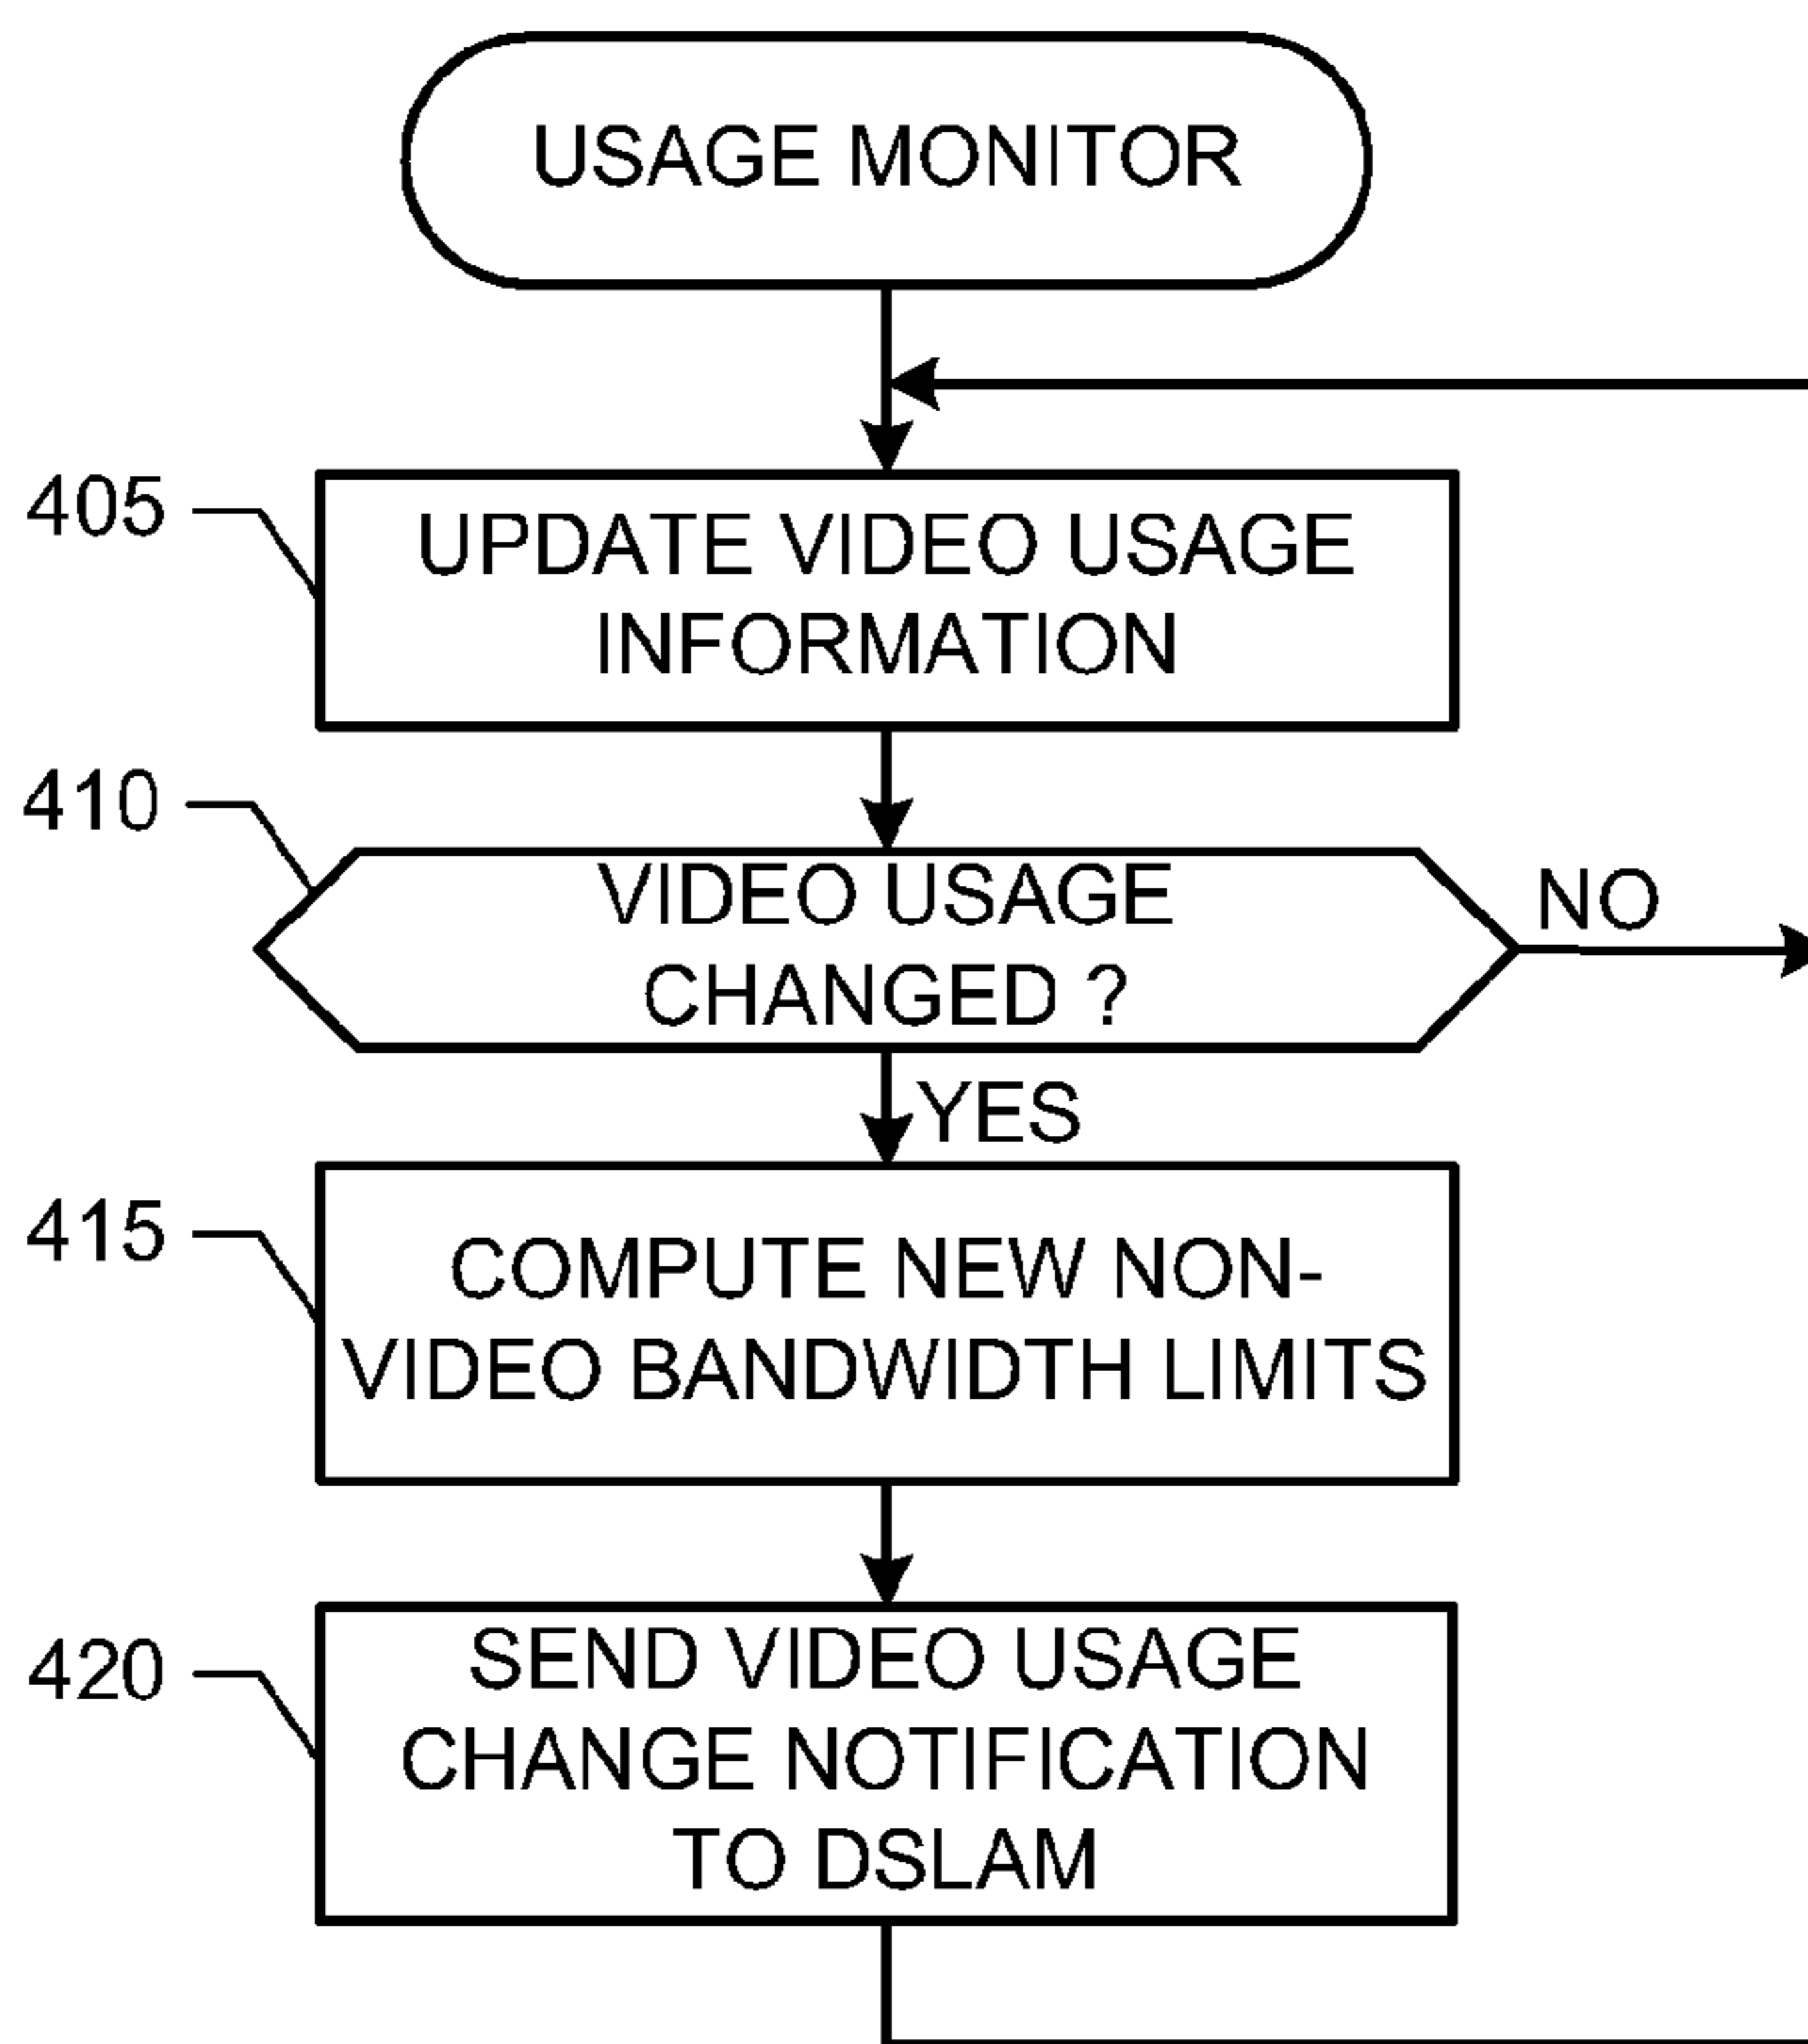 USAGE MONITOR
405
UPDATE VIDEO USAGE
INFORMATION
410
VIDEO USAGE
CHANGED ?
NO
YES
415
COMPUTE NEW NON-
VIDEO BANDWIDTH LIMITS
420
SEND VIDEO USAGE
CHANGE NOTIFICATION
TO DSLAM